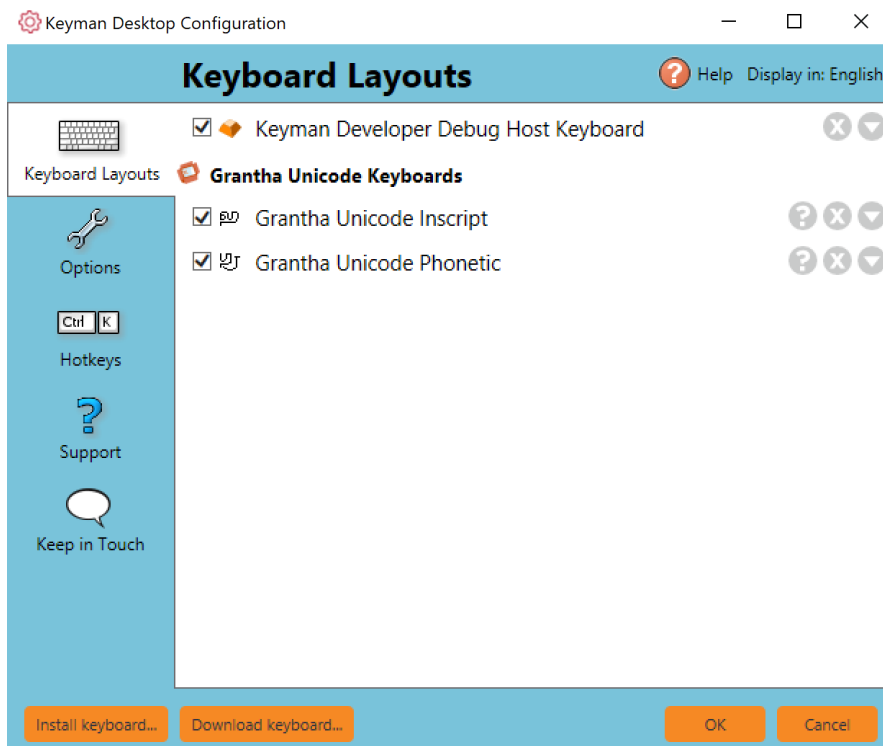 Keyman Desktop Configuration
Keyboard Layouts
Help Display in: English
Keyboard Layouts
Options
Ctrl K
Hotkeys
Support
Keep in Touch
Keyman Developer Debug Host Keyboard
Grantha Unicode Keyboards
Grantha Unicode Inscript
Grantha Unicode Phonetic
Install keyboard... Download keyboard... OK Cancel